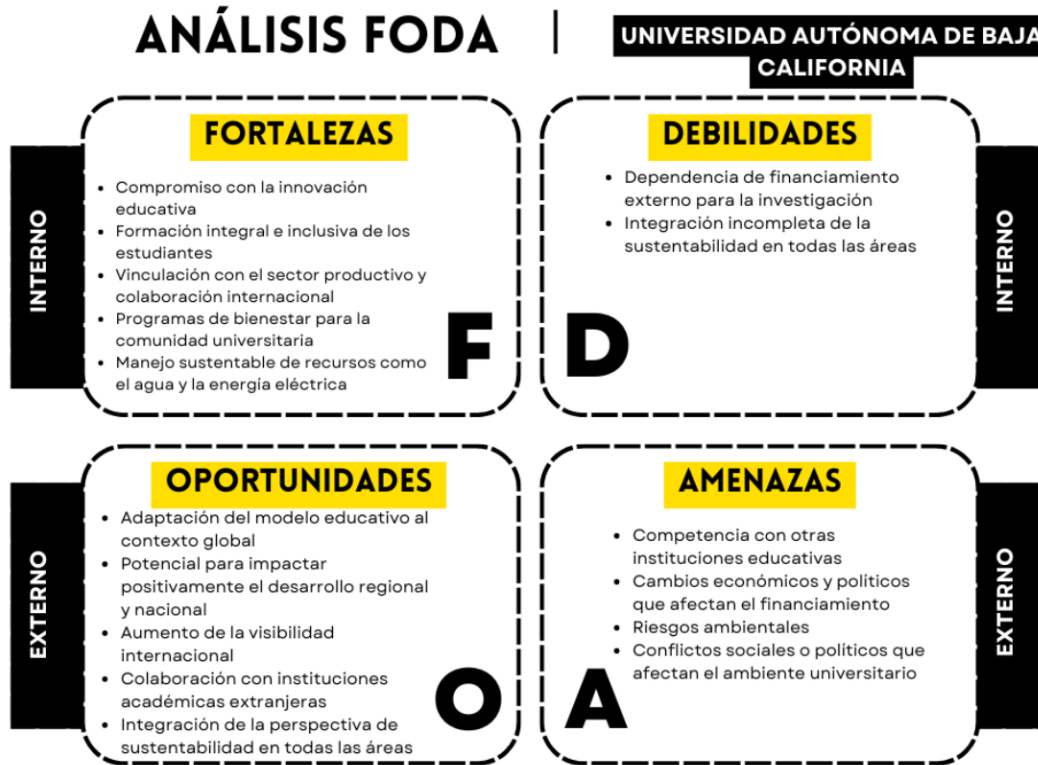 ANÁLISIS FODA
UNIVERSIDAD AUTÓNOMA DE BAJA
CALIFORNIA
INTERNO
FORTALEZAS
• Compromiso con la innovación
educativa
• Formación integral e inclusiva de los
estudiantes
• Vinculación con el sector productivo y
colaboración internacional
• Programas de bienestar para la
comunidad universitaria
• Manejo sustentable de recursos como
el agua y la energía eléctrica
F
DEBILIDADES
• Dependencia de financiamiento
externo para la investigación
• Integración incompleta de la
sustentabilidad en todas las áreas
D
INTERNO
EXTERNO
OPORTUNIDADES
• Adaptación del modelo educativo al
contexto global
• Potencial para impactar
positivamente el desarrollo regional
y nacional
• Aumento de la visibilidad
internacional
• Colaboración con instituciones
académicas extranjeras
• Integración de la perspectiva de
sustentabilidad en todas las áreas
O
AMENAZAS
• Competencia con otras
instituciones educativas
• Cambios económicos y políticos
que afectan el financiamiento
• Riesgos ambientales
• Conflictos sociales o políticos que
afectan el ambiente universitario
A
EXTERNO